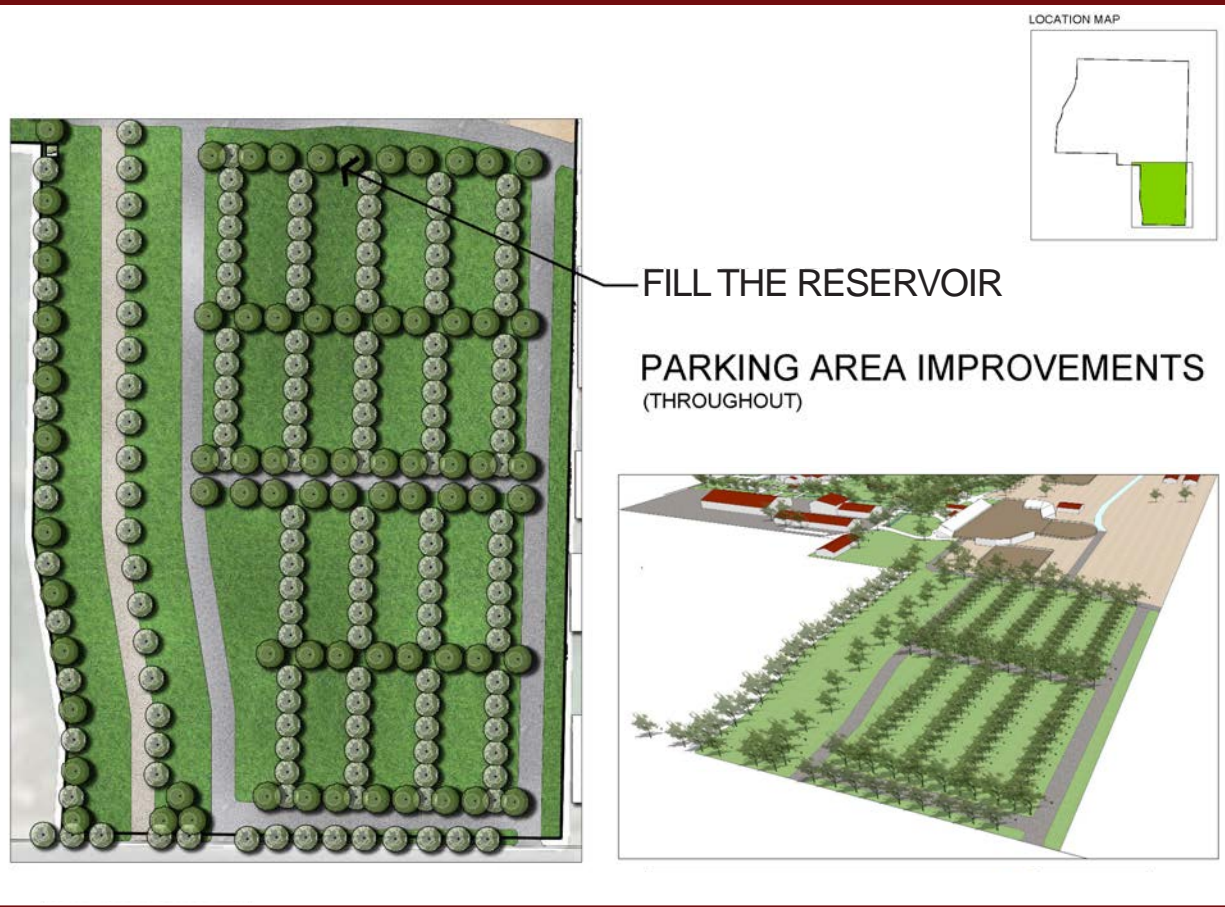 LOCATION MAP
FILL THE RESERVOIR
PARKING AREA IMPROVEMENTS
(THROUGHOUT)